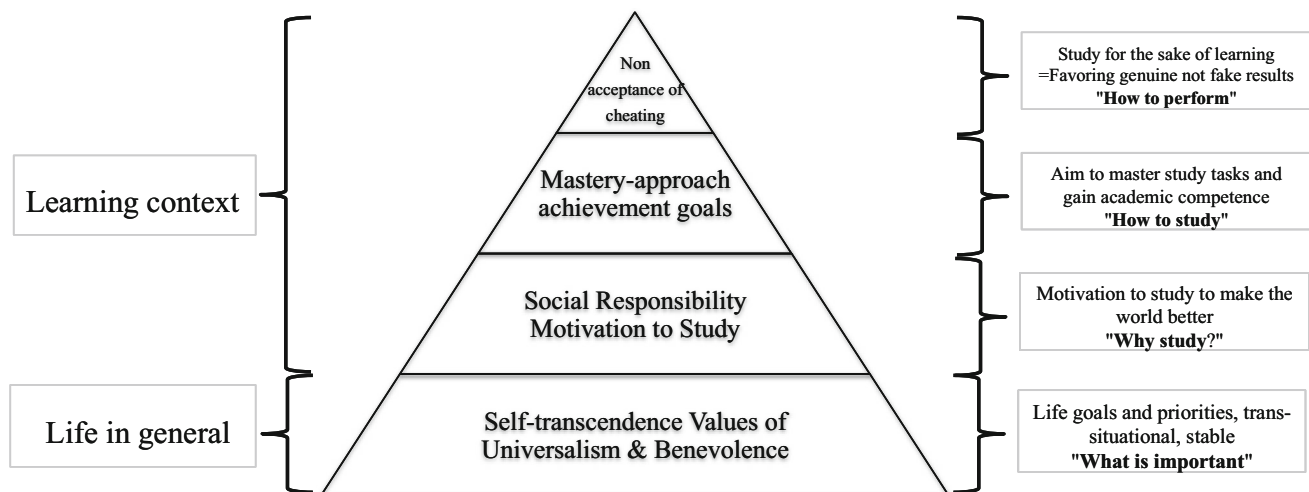 Non
acceptance of
cheating
Study for the sake of learning
=Favoring genuine not fake results
"How to perform"
Learning context
Mastery-approach
achievement goals
Aim to master study tasks and
gain academic competence
"How to study"
Social Responsibility
Motivation to Study
Motivation to study to make the
world better
"Why study?"
Life in general
Self-transcendence Values of
Universalism & Benevolence
Life goals and priorities, trans-
situational, stable
"What is important"